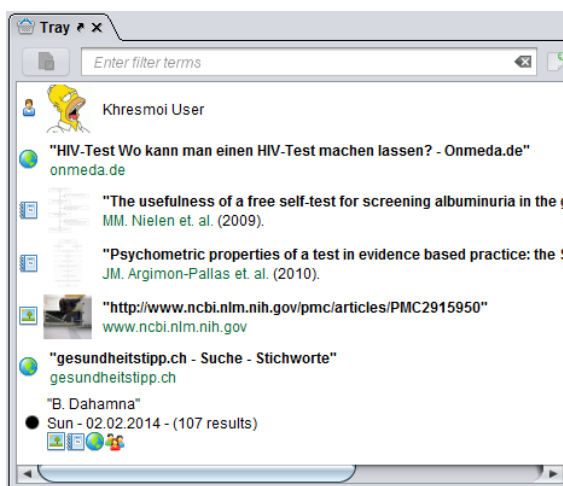 Tray
Enter filter terms
Khresmoi User
"HIV-Test Wo kann man einen HIV-Test machen lassen? - Onmeda.de"
onmeda.de
"The usefulness of a free self-test for screening albuminuria in the
MM. Nielen et. al. (2009).
"Psychometric properties of a test in evidence based practice: the
JM. Argimon-Pallas et. al. (2010).
"http://www.ncbi.nlm.nih.gov/pmc/articles/PMC2915950"
www.ncbi.nlm.nih.gov
"gesundheitstipp.ch - Suche - Stichworte"
gesundheitstipp.ch
"B. Dahamna"
Sun - 02.02.2014 - (107 results)